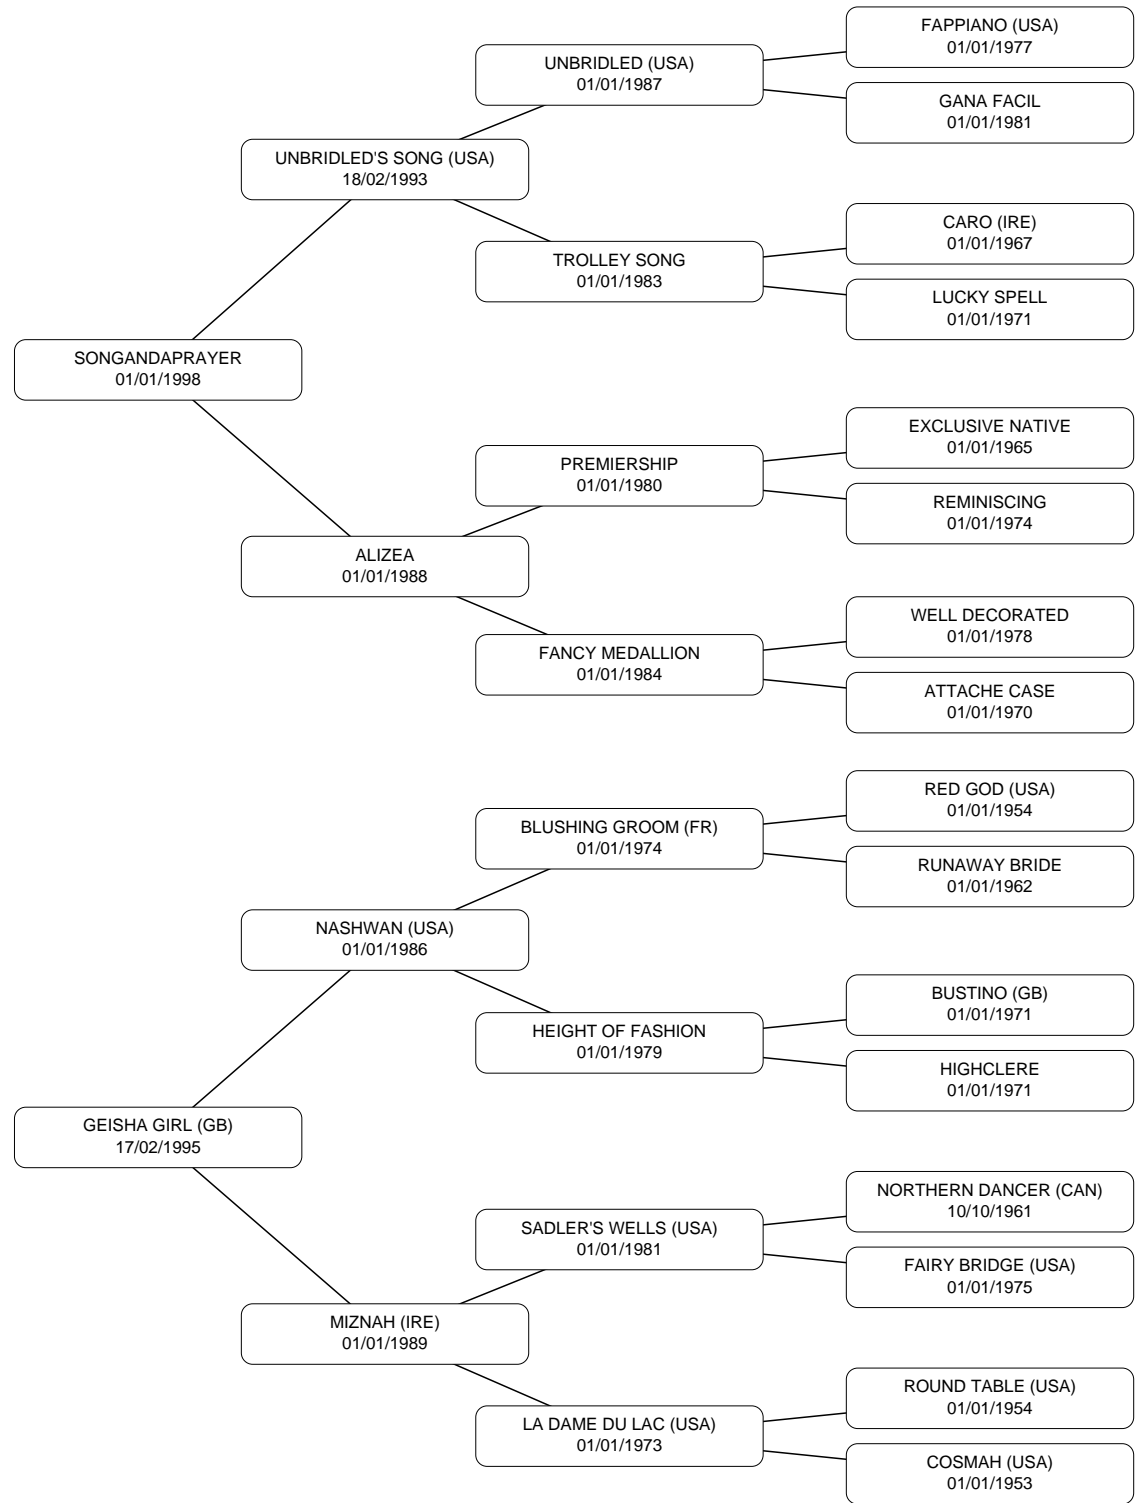 FAPPIANO (USA)
01/01/1977
UNBRIDLED (USA)
01/01/1987
GANA FACIL
01/01/1981
UNBRIDLED'S SONG (USA)
18/02/1993
CARO (IRE)
01/01/1967
TROLLEY SONG
01/01/1983
LUCKY SPELL
01/01/1971
SONGANDAPRAYER
01/01/1998
EXCLUSIVE NATIVE
01/01/1965
PREMIERSHIP
01/01/1980
REMINISCING
01/01/1974
ALIZEA
01/01/1988
WELL DECORATED
01/01/1978
FANCY MEDALLION
01/01/1984
ATTACHE CASE
01/01/1970
RED GOD (USA)
01/01/1954
BLUSHING GROOM (FR)
01/01/1974
RUNAWAY BRIDE
01/01/1962
NASHWAN (USA)
01/01/1986
BUSTINO (GB)
01/01/1971
HEIGHT OF FASHION
01/01/1979
HIGHCLERE
01/01/1971
GEISHA GIRL (GB)
17/02/1995
NORTHERN DANCER (CAN)
10/10/1961
SADLER'S WELLS (USA)
01/01/1981
FAIRY BRIDGE (USA)
01/01/1975
MIZNAH (IRE)
01/01/1989
ROUND TABLE (USA)
01/01/1954
LA DAME DU LAC (USA)
01/01/1973
COSMAH (USA)
01/01/1953